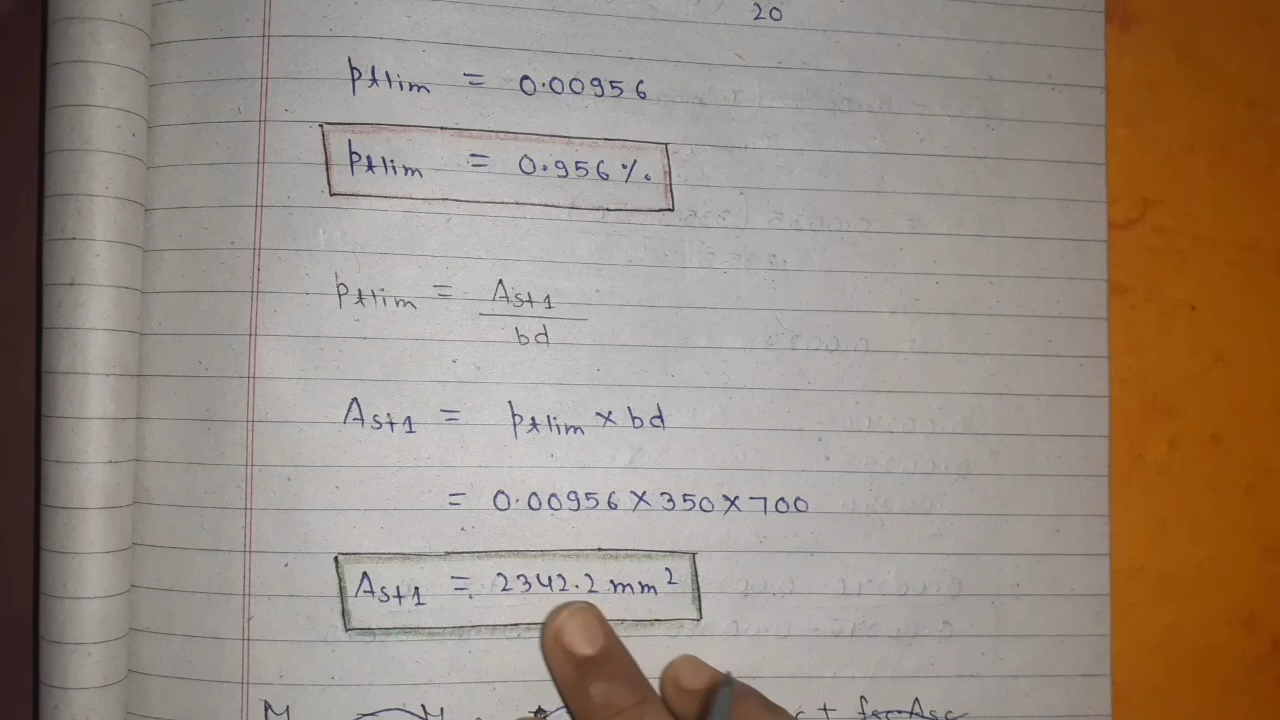 20
ptlim = 0.00956
ptlim = 0.956 %.
ptlim = Ast1
bd
Ast1 = ptlim × bd
= 0.00956 × 350 × 700
Ast1 = 2342.2 mm²